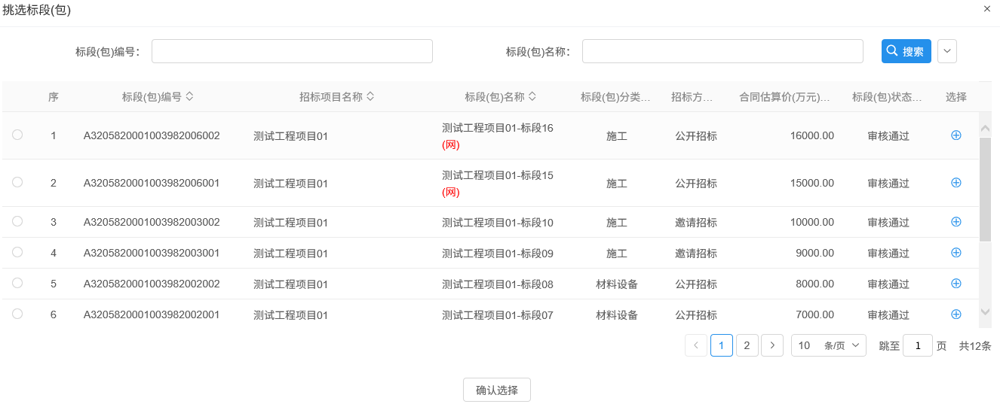 挑选标段(包)
×
标段(包)编号：
标段(包)名称：
搜索
序 标段(包)编号 招标项目名称 标段(包)名称 标段(包)分类... 招标方... 合同估算价(万元)... 标段(包)状态... 选择
1 A3205820001003982006002 测试工程项目01 测试工程项目01-标段16 施工 公开招标 16000.00 审核通过
(网)
2 A3205820001003982006001 测试工程项目01 测试工程项目01-标段15 施工 公开招标 15000.00 审核通过
(网)
3 A3205820001003982003002 测试工程项目01 测试工程项目01-标段10 施工 邀请招标 10000.00 审核通过
4 A3205820001003982003001 测试工程项目01 测试工程项目01-标段09 施工 邀请招标 9000.00 审核通过
5 A3205820001003982002002 测试工程项目01 测试工程项目01-标段08 材料设备 公开招标 8000.00 审核通过
6 A3205820001003982002001 测试工程项目01 测试工程项目01-标段07 材料设备 公开招标 7000.00 审核通过
1 2 10 条/页 跳至 1 页 共12条
确认选择